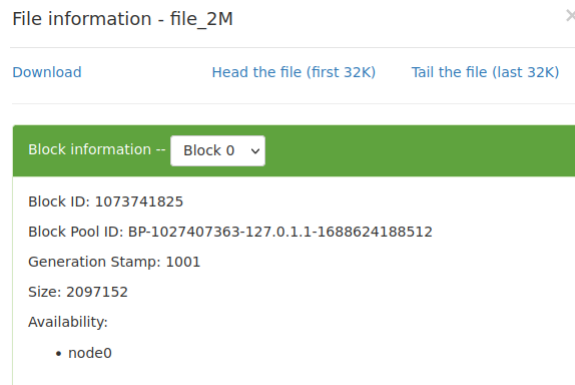 File information - file_2M
×
Download
Head the file (first 32K)
Tail the file (last 32K)
Block information -- Block 0
Block ID: 1073741825
Block Pool ID: BP-1027407363-127.0.1.1-1688624188512
Generation Stamp: 1001
Size: 2097152
Availability:
• node0